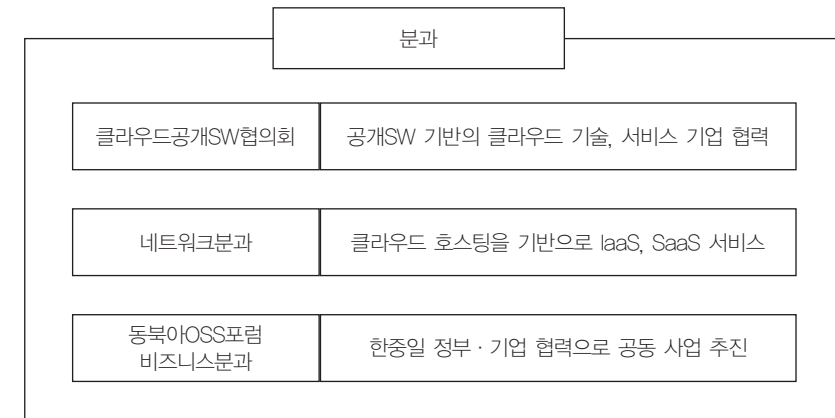 분과
클라우드공개SW협의회
공개SW 기반의 클라우드 기술, 서비스 기업 협력
네트워크분과
클라우드 호스팅을 기반으로 IaaS, SaaS 서비스
동북아OSS포럼
비즈니스분과
한중일 정부·기업 협력으로 공동 사업 추진